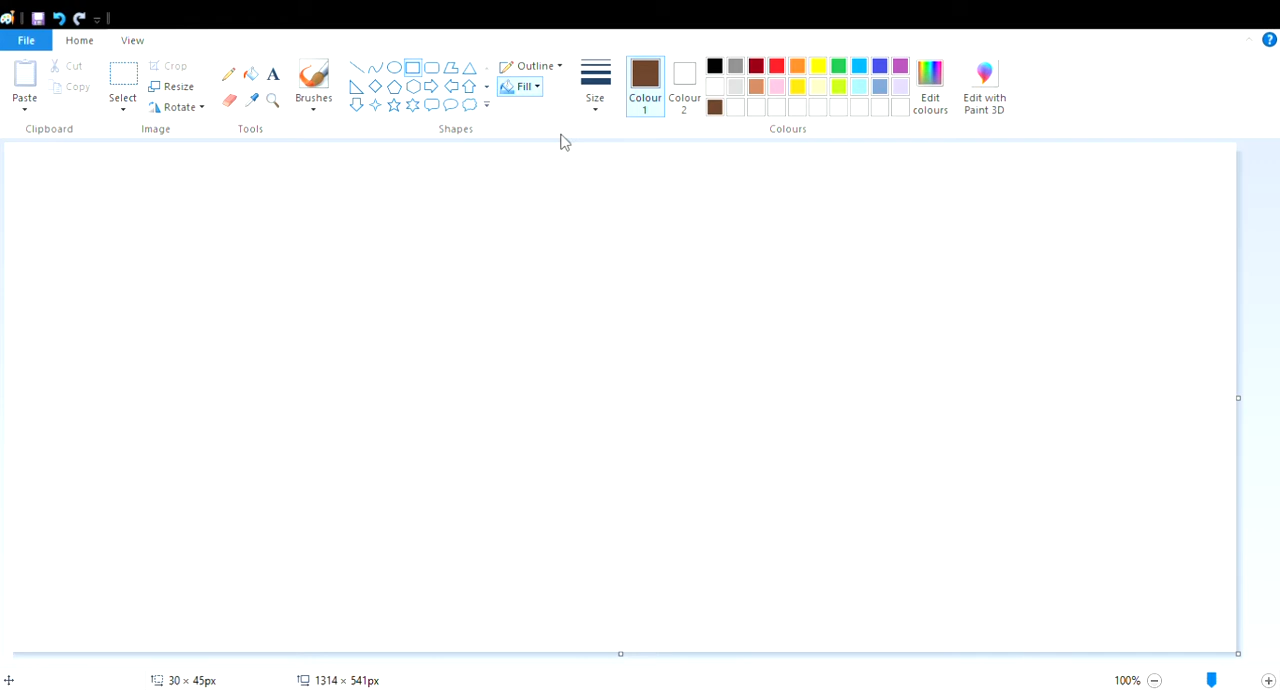 File Home View
Paste
Cut
Copy
Clipboard
Select
Crop
Resize
Rotate
Image
A
Tools
Brushes
Shapes
Outline
Fill
Size
Colour 1
Colour 2
Colours
Edit colours
Edit with Paint 3D
?
30 × 45px
1314 × 541px
100%